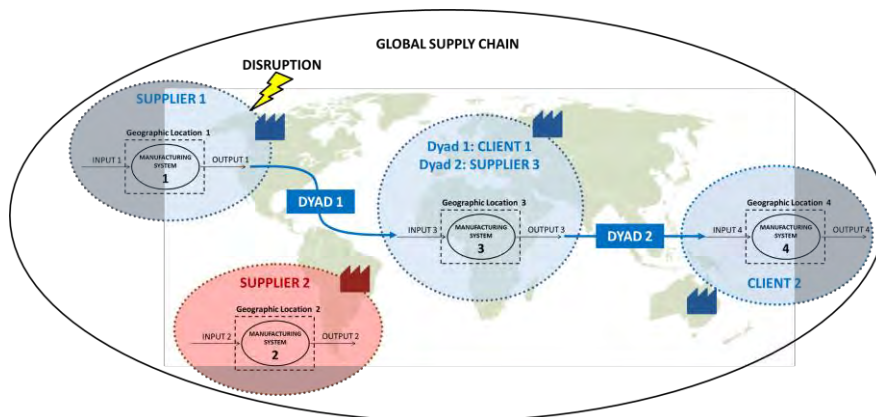 GLOBAL SUPPLY CHAIN
DISRUPTION
SUPPLIER 1
Geographic Location 1
INPUT 1
MANUFACTURING
SYSTEM
1
OUTPUT 1
DYAD 1
Dyad 1: CLIENT 1
Dyad 2: SUPPLIER 3
Geographic Location 3
INPUT 3
MANUFACTURING
SYSTEM
3
OUTPUT 3
DYAD 2
Geographic Location 4
INPUT 4
MANUFACTURING
SYSTEM
4
OUTPUT 4
CLIENT 2
SUPPLIER 2
Geographic Location 2
INPUT 2
MANUFACTURING
SYSTEM
2
OUTPUT 2